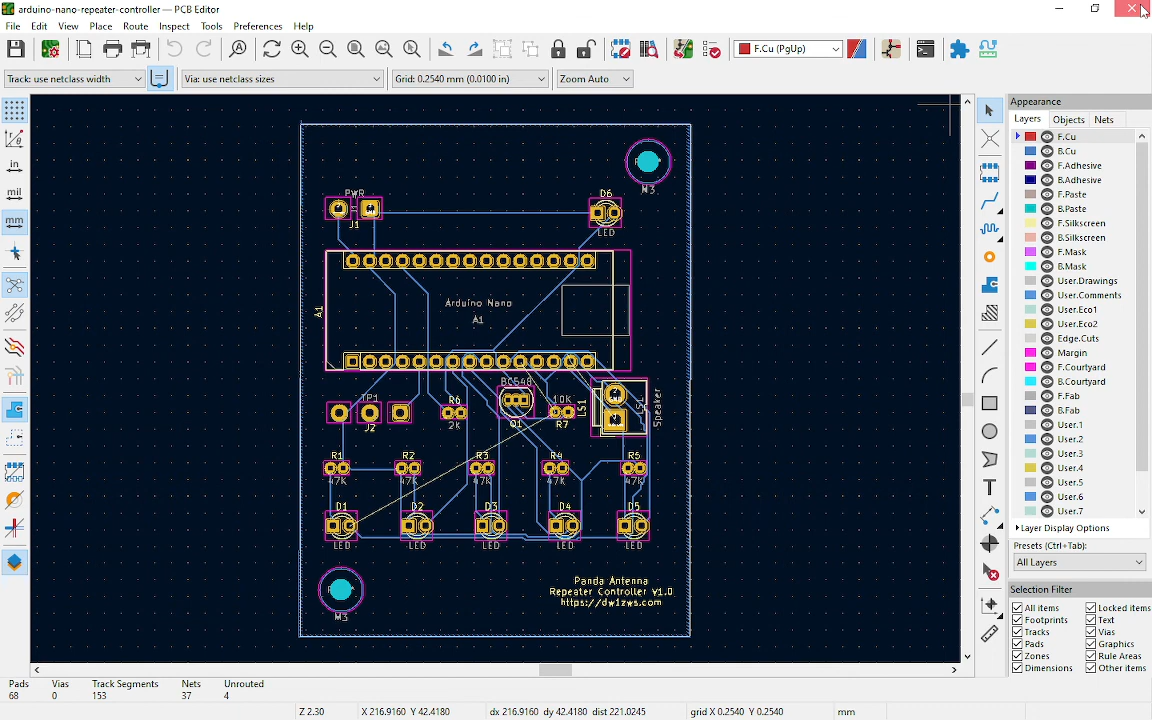 arduino-nano-repeater-controller — PCB Editor
File Edit View Place Route Inspect Tools Preferences Help
F.Cu (PgUp)
Track: use netclass width
Via: use netclass sizes
Grid: 0.2540 mm (0.0100 in)
Zoom Auto
in
mil
mm
PWR
J1
D6
LED
M3
A1
Arduino Nano
A1
TP1
J2
R6
2K
BC548
Q1
10K
R7
LS1
LS1
Speaker
R1 R2 R3 R4 R5
47K 47K 47K 47K 47K
D1 D2 D3 D4 D5
LED LED LED LED LED
M3
Panda Antenna
Repeater Controller V1.0
https://dw1zws.com
Appearance
Layers Objects Nets
F.Cu
B.Cu
F.Adhesive
B.Adhesive
F.Paste
B.Paste
F.Silkscreen
B.Silkscreen
F.Mask
B.Mask
User.Drawings
User.Comments
User.Eco1
User.Eco2
Edge.Cuts
Margin
F.Courtyard
B.Courtyard
F.Fab
B.Fab
User.1
User.2
User.3
User.4
User.5
User.6
User.7
Layer Display Options
Presets (Ctrl+Tab):
All Layers
Selection Filter
All items Locked items
Footprints Text
Tracks Vias
Pads Graphics
Zones Rule Areas
Dimensions Other items
Pads Vias Track Segments Nets Unrouted
68 0 153 37 4
Z 2.30 X 216.9160 Y 42.4180 dx 216.9160 dy 42.4180 dist 221.0245 grid X 0.2540 Y 0.2540 mm